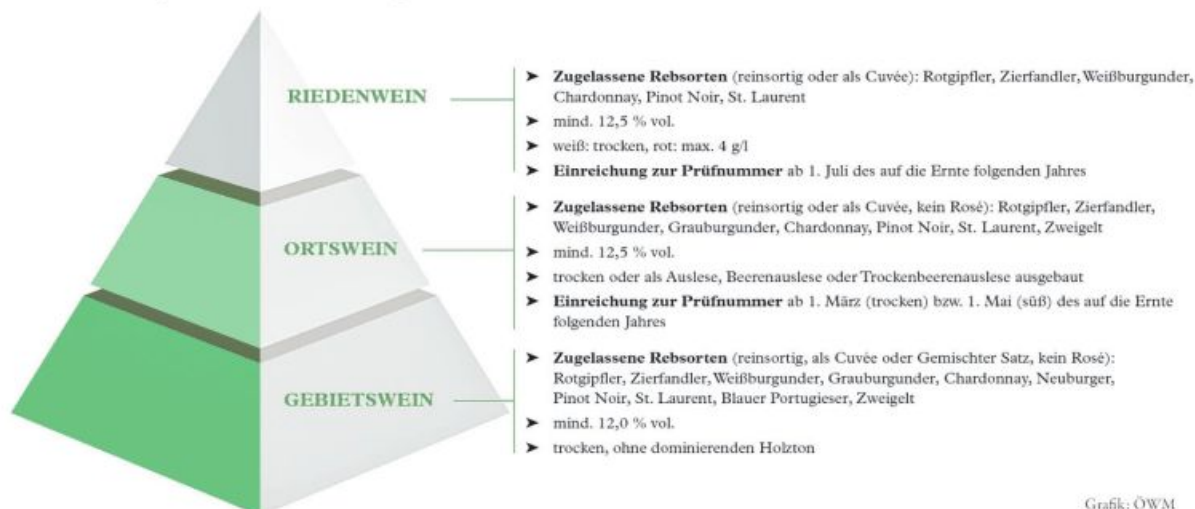 RIEDENWEIN
➤ Zugelassene Rebsorten (reinsortig oder als Cuvée): Rotgipfler, Zierfandler, Weißburgunder,
Chardonnay, Pinot Noir, St. Laurent
➤ mind. 12,5 % vol.
➤ weiß: trocken, rot: max. 4 g/l
➤ Einreichung zur Prüfnummer ab 1. Juli des auf die Ernte folgenden Jahres
ORTSWEIN
➤ Zugelassene Rebsorten (reinsortig oder als Cuvée, kein Rosé): Rotgipfler, Zierfandler,
Weißburgunder, Grauburgunder, Chardonnay, Pinot Noir, St. Laurent, Zweigelt
➤ mind. 12,5 % vol.
➤ trocken oder als Auslese, Beerenauslese oder Trockenbeerenauslese ausgebaut
➤ Einreichung zur Prüfnummer ab 1. März (trocken) bzw. 1. Mai (süß) des auf die Ernte
folgenden Jahres
GEBIETSWEIN
➤ Zugelassene Rebsorten (reinsortig, als Cuvée oder Gemischter Satz, kein Rosé):
Rotgipfler, Zierfandler, Weißburgunder, Grauburgunder, Chardonnay, Neuburger,
Pinot Noir, St. Laurent, Blauer Portugieser, Zweigelt
➤ mind. 12,0 % vol.
➤ trocken, ohne dominierenden Holzton
Grafik: ÖWM